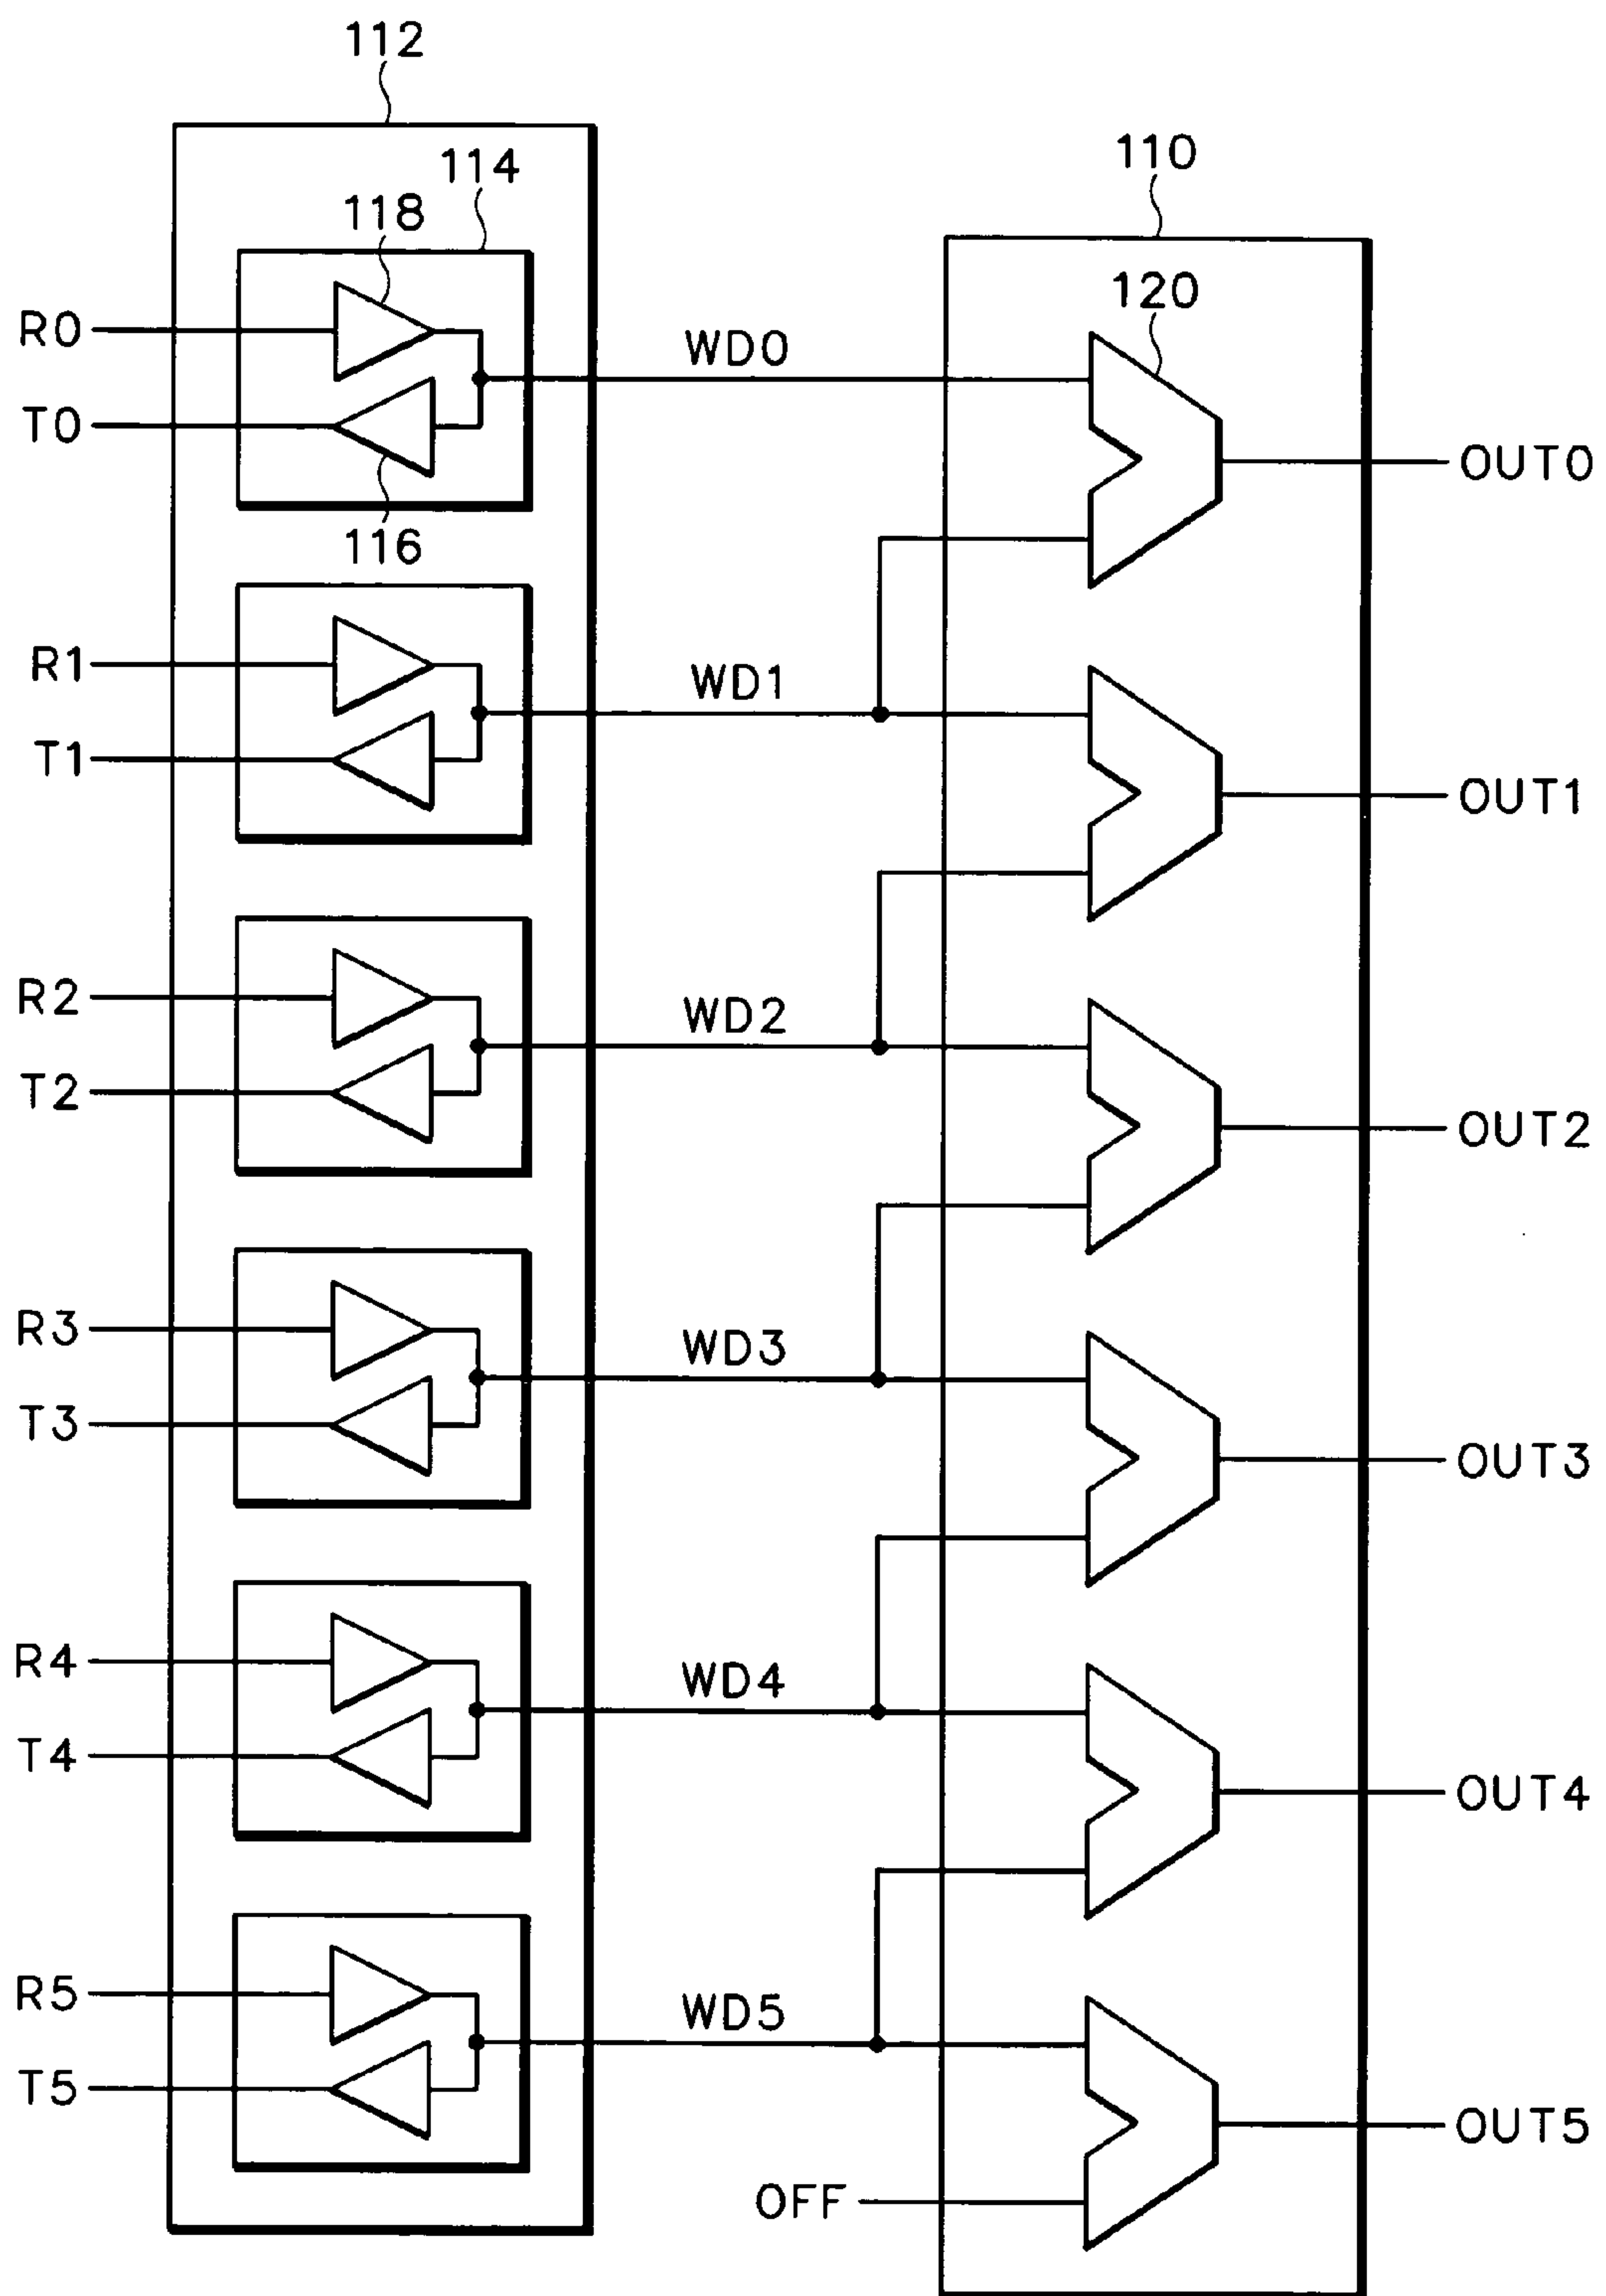 112
114
110
118
120
R0
WD0
T0
OUT0
116
R1
WD1
T1
OUT1
R2
WD2
T2
OUT2
R3
WD3
T3
OUT3
R4
WD4
T4
OUT4
R5
WD5
T5
OUT5
OFF